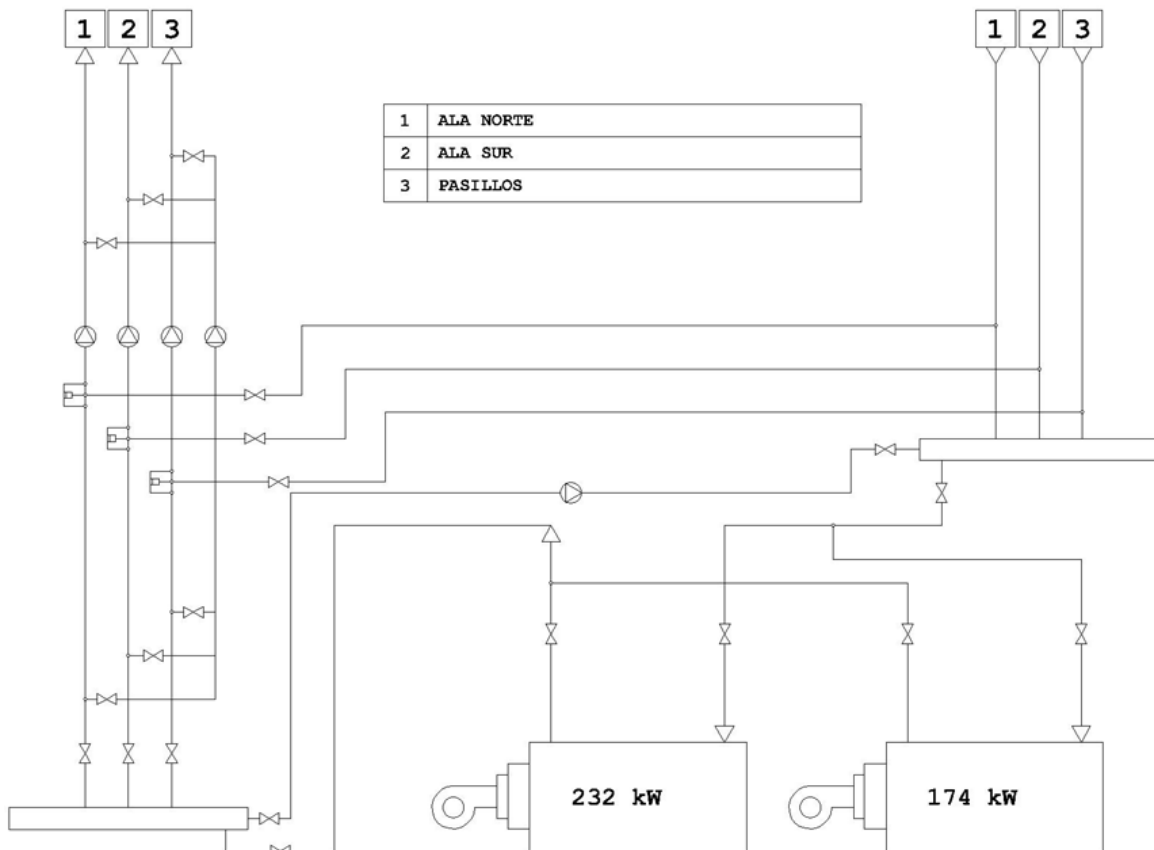 1 2 3
1 2 3
1 ALA NORTE
2 ALA SUR
3 PASILLOS
232 kW
174 kW